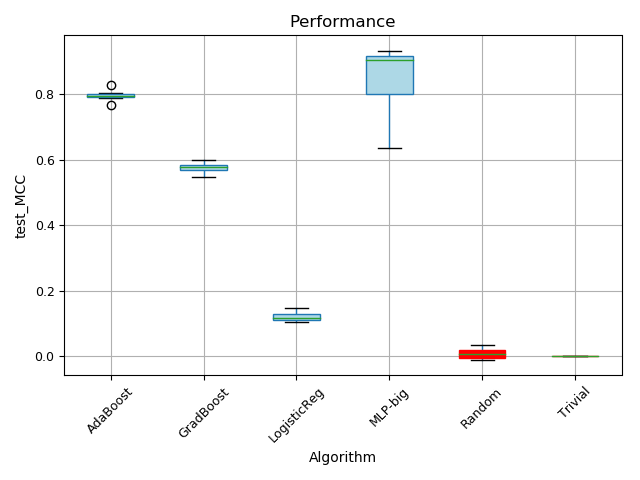 Performance
test_MCC
0.8
0.6
0.4
0.2
0.0
AdaBoost
GradBoost
LogisticReg
MLP-big
Random
Trivial
Algorithm